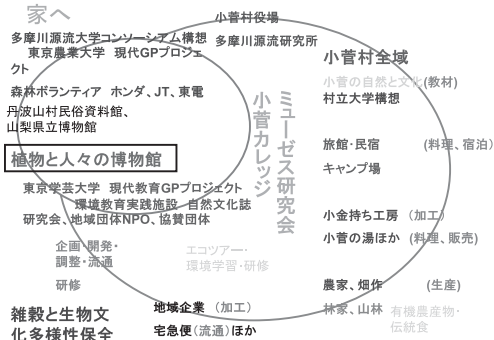 家へ
小菅村役場
多摩川源流大学コンソーシアム構想
東京農業大学　現代GPプロジェクト
多摩川源流研究所
森林ボランティア　ホンダ、JT、東電
丹波山村民俗資料館、
山梨県立博物館
植物と人々の博物館
東京学芸大学　現代教育GPプロジェクト
環境教育実践施設　自然文化誌
研究会、地域団体NPO、協賛団体
企画・開発・
調整・流通
研修
エコツアー・
環境学習・研修
雑穀と生物文
化多様性保全
地域企業　（加工）
宅急便(流通)ほか
ミューゼス研究会
小菅カレッジ
小菅村全域
小菅の自然と文化(教材)
村立大学構想
旅館・民宿　(料理、宿泊)
キャンプ場
小金持ち工房　（加工）
小菅の湯ほか　(料理、販売)
農家、畑作　(生産)
林家、山林
有機農産物・
伝統食